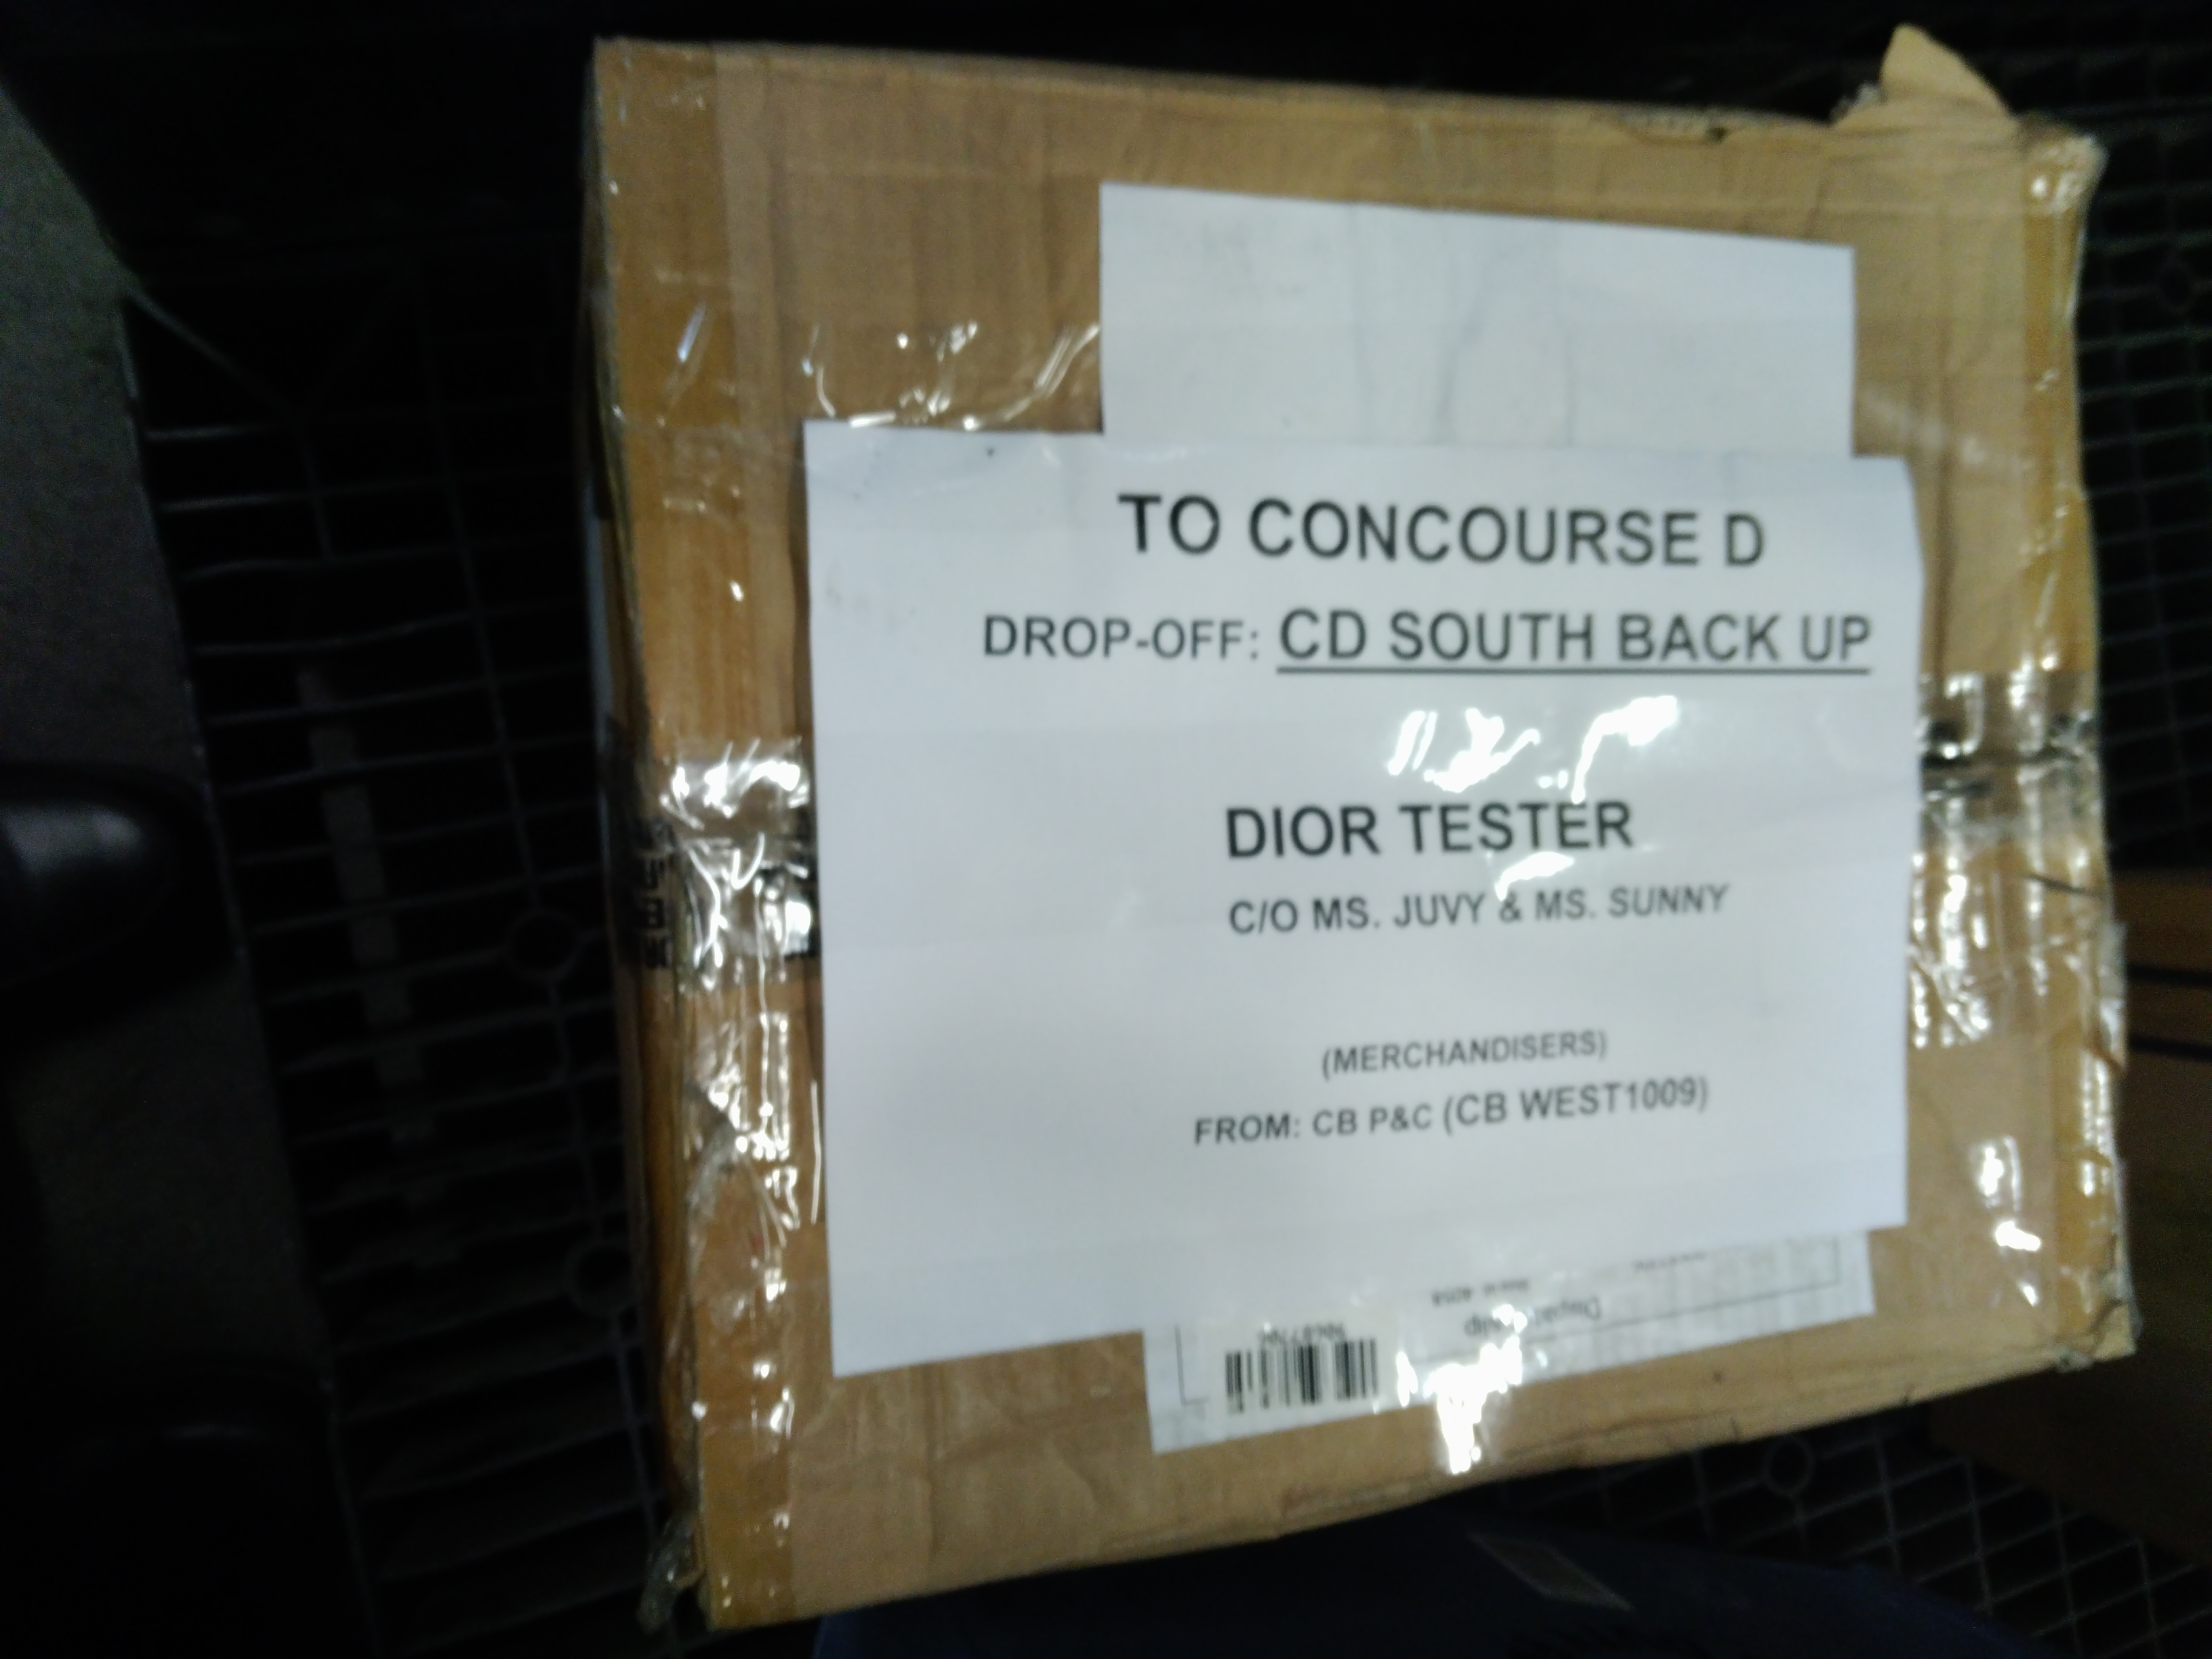 TO CONCOURSE D
DROP-OFF: CD SOUTH BACK UP
DIOR TESTER
C/O MS. JUVY & MS. SUNNY
(MERCHANDISERS)
FROM: CB P&C (CB WEST1009)